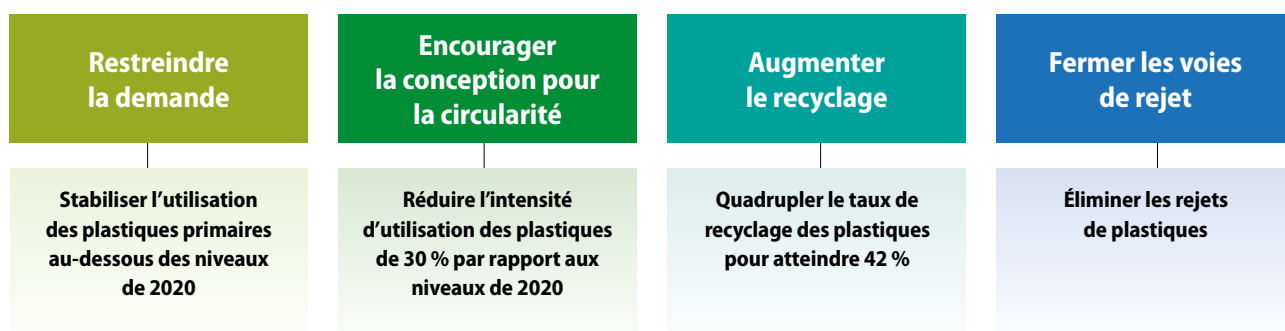 Restreindre
la demande
Stabiliser l'utilisation
des plastiques primaires
au-dessous des niveaux
de 2020
Encourager
la conception pour
la circularité
Réduire l'intensité
d'utilisation des plastiques
de 30 % par rapport aux
niveaux de 2020
Augmenter
le recyclage
Quadrupler le taux de
recyclage des plastiques
pour atteindre 42 %
Fermer les voies
de rejet
Éliminer les rejets
de plastiques